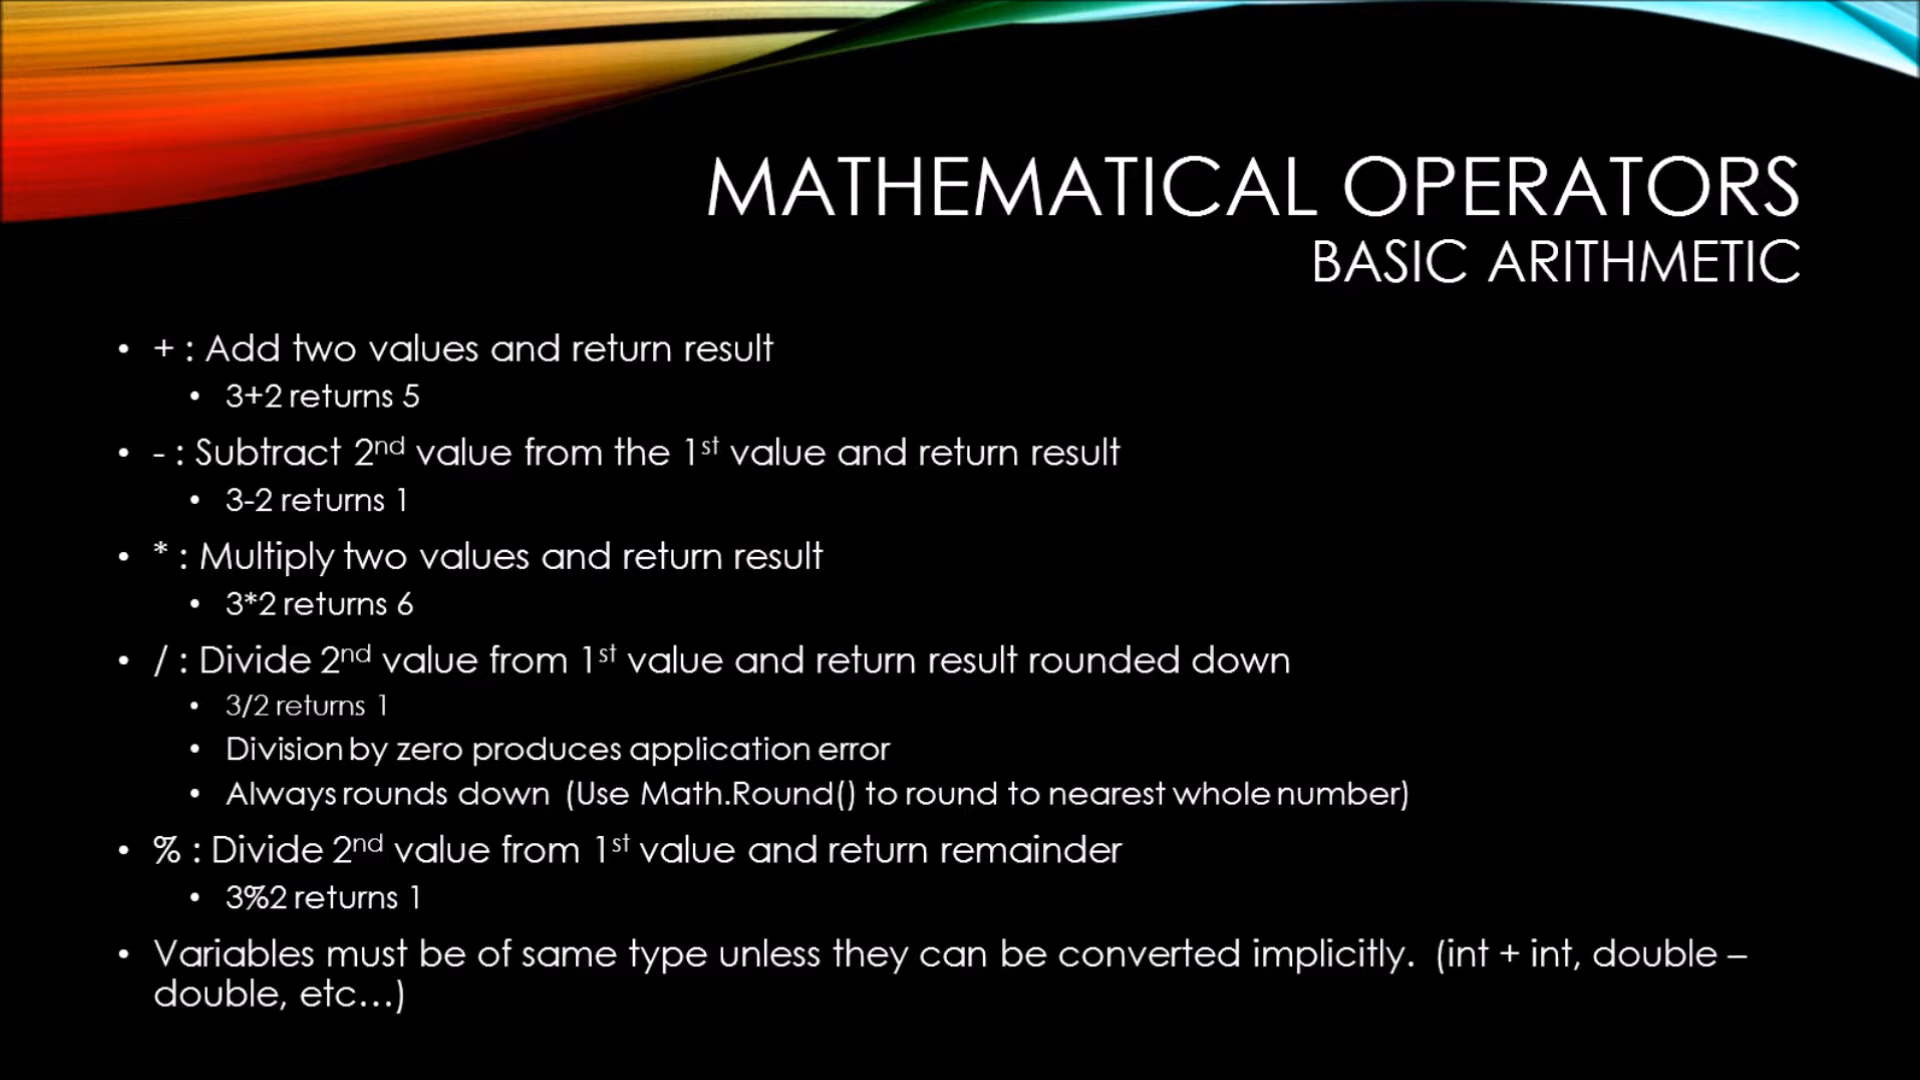 MATHEMATICAL OPERATORS
BASIC ARITHMETIC
• + : Add two values and return result
• 3+2 returns 5
• - : Subtract 2nd value from the 1st value and return result
• 3-2 returns 1
• * : Multiply two values and return result
• 3*2 returns 6
• / : Divide 2nd value from 1st value and return result rounded down
• 3/2 returns 1
• Division by zero produces application error
• Always rounds down (Use Math.Round() to round to nearest whole number)
• % : Divide 2nd value from 1st value and return remainder
• 3%2 returns 1
• Variables must be of same type unless they can be converted implicitly. (int + int, double –
double, etc…)